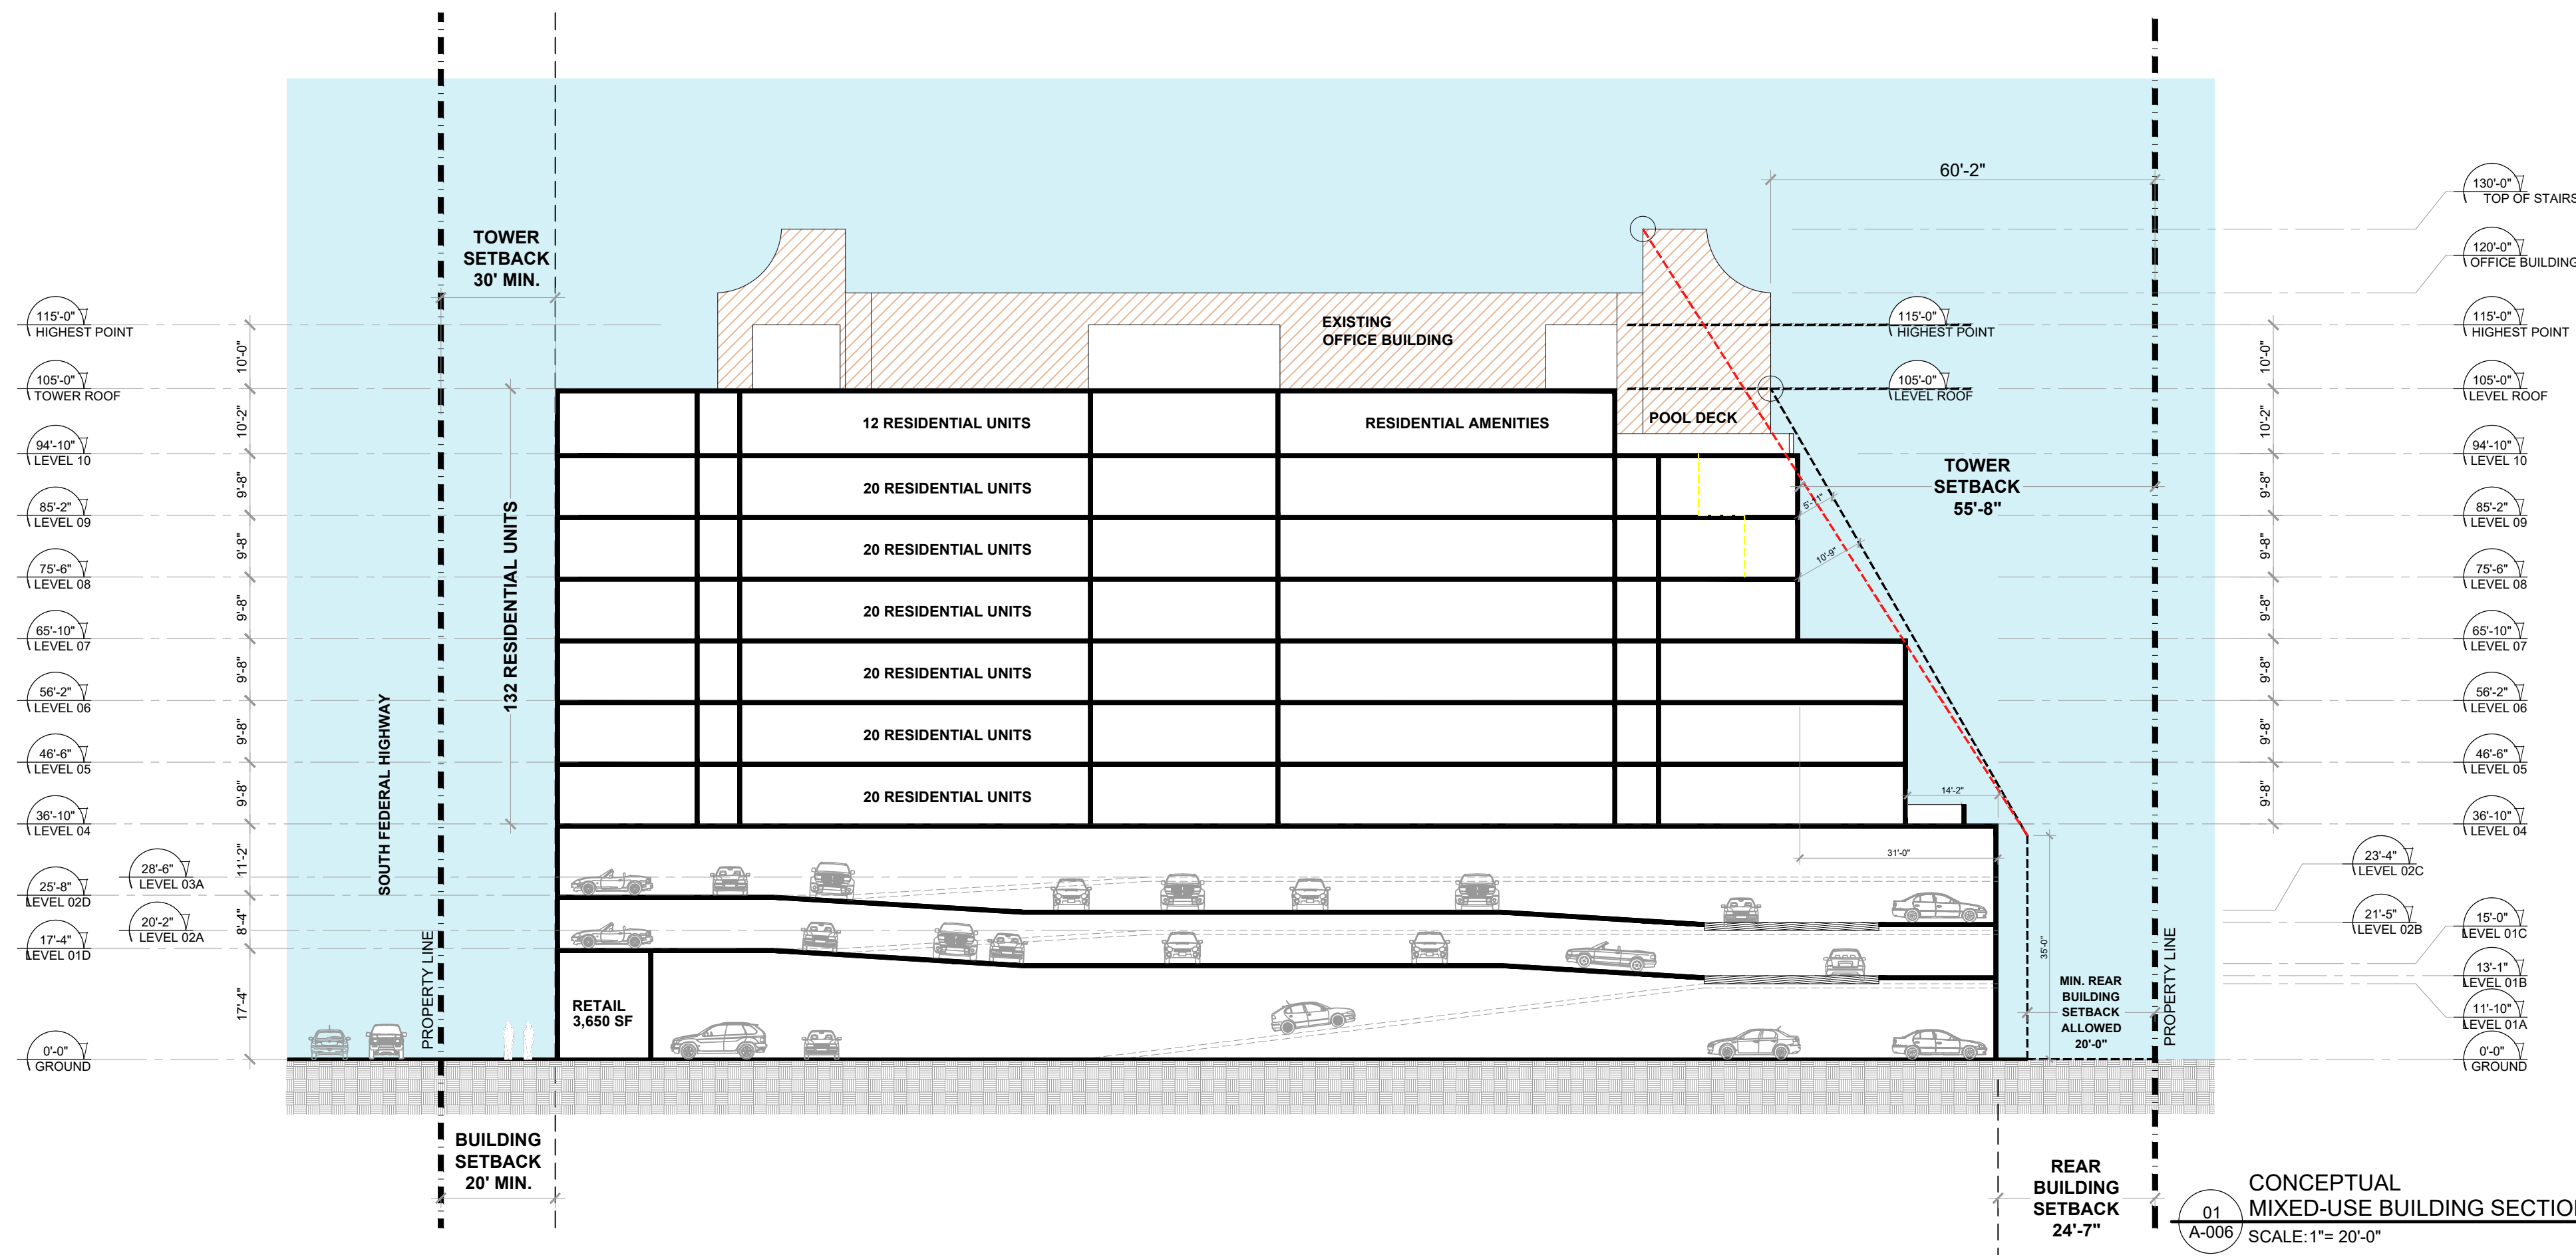 60'-2"
130'-0"
TOP OF STAIRS
TOWER
SETBACK
30' MIN.
120'-0"
OFFICE BUILDING
115'-0"
HIGHEST POINT
EXISTING
OFFICE BUILDING
115'-0"
HIGHEST POINT
115'-0"
HIGHEST POINT
10'-0"
10'-0"
105'-0"
TOWER ROOF
105'-0"
LEVEL ROOF
105'-0"
LEVEL ROOF
10'-2"
12 RESIDENTIAL UNITS
RESIDENTIAL AMENITIES
POOL DECK
10'-2"
94'-10"
LEVEL 10
94'-10"
LEVEL 10
TOWER
SETBACK
55'-8"
9'-8"
20 RESIDENTIAL UNITS
5'-1"
9'-8"
85'-2"
LEVEL 09
85'-2"
LEVEL 09
9'-8"
20 RESIDENTIAL UNITS
10'-9"
9'-8"
75'-6"
LEVEL 08
75'-6"
LEVEL 08
132 RESIDENTIAL UNITS
9'-8"
20 RESIDENTIAL UNITS
9'-8"
65'-10"
LEVEL 07
65'-10"
LEVEL 07
9'-8"
20 RESIDENTIAL UNITS
9'-8"
56'-2"
LEVEL 06
56'-2"
LEVEL 06
9'-8"
20 RESIDENTIAL UNITS
9'-8"
46'-6"
LEVEL 05
46'-6"
LEVEL 05
9'-8"
20 RESIDENTIAL UNITS
14'-2"
9'-8"
36'-10"
LEVEL 04
36'-10"
LEVEL 04
SOUTH FEDERAL HIGHWAY
11'-2"
31'-0"
28'-6"
LEVEL 03A
23'-4"
LEVEL 02C
25'-8"
LEVEL 02D
20'-2"
LEVEL 02A
8'-4"
21'-5"
LEVEL 02B
15'-0"
LEVEL 01C
17'-4"
LEVEL 01D
35'-0"
13'-1"
LEVEL 01B
PROPERTY LINE
PROPERTY LINE
17'-4"
RETAIL
3,650 SF
MIN. REAR
BUILDING
SETBACK
ALLOWED
20'-0"
11'-10"
LEVEL 01A
0'-0"
GROUND
0'-0"
GROUND
BUILDING
SETBACK
20' MIN.
REAR
BUILDING
SETBACK
24'-7"
01
A-006
CONCEPTUAL
MIXED-USE BUILDING SECTION
SCALE:1"= 20'-0"